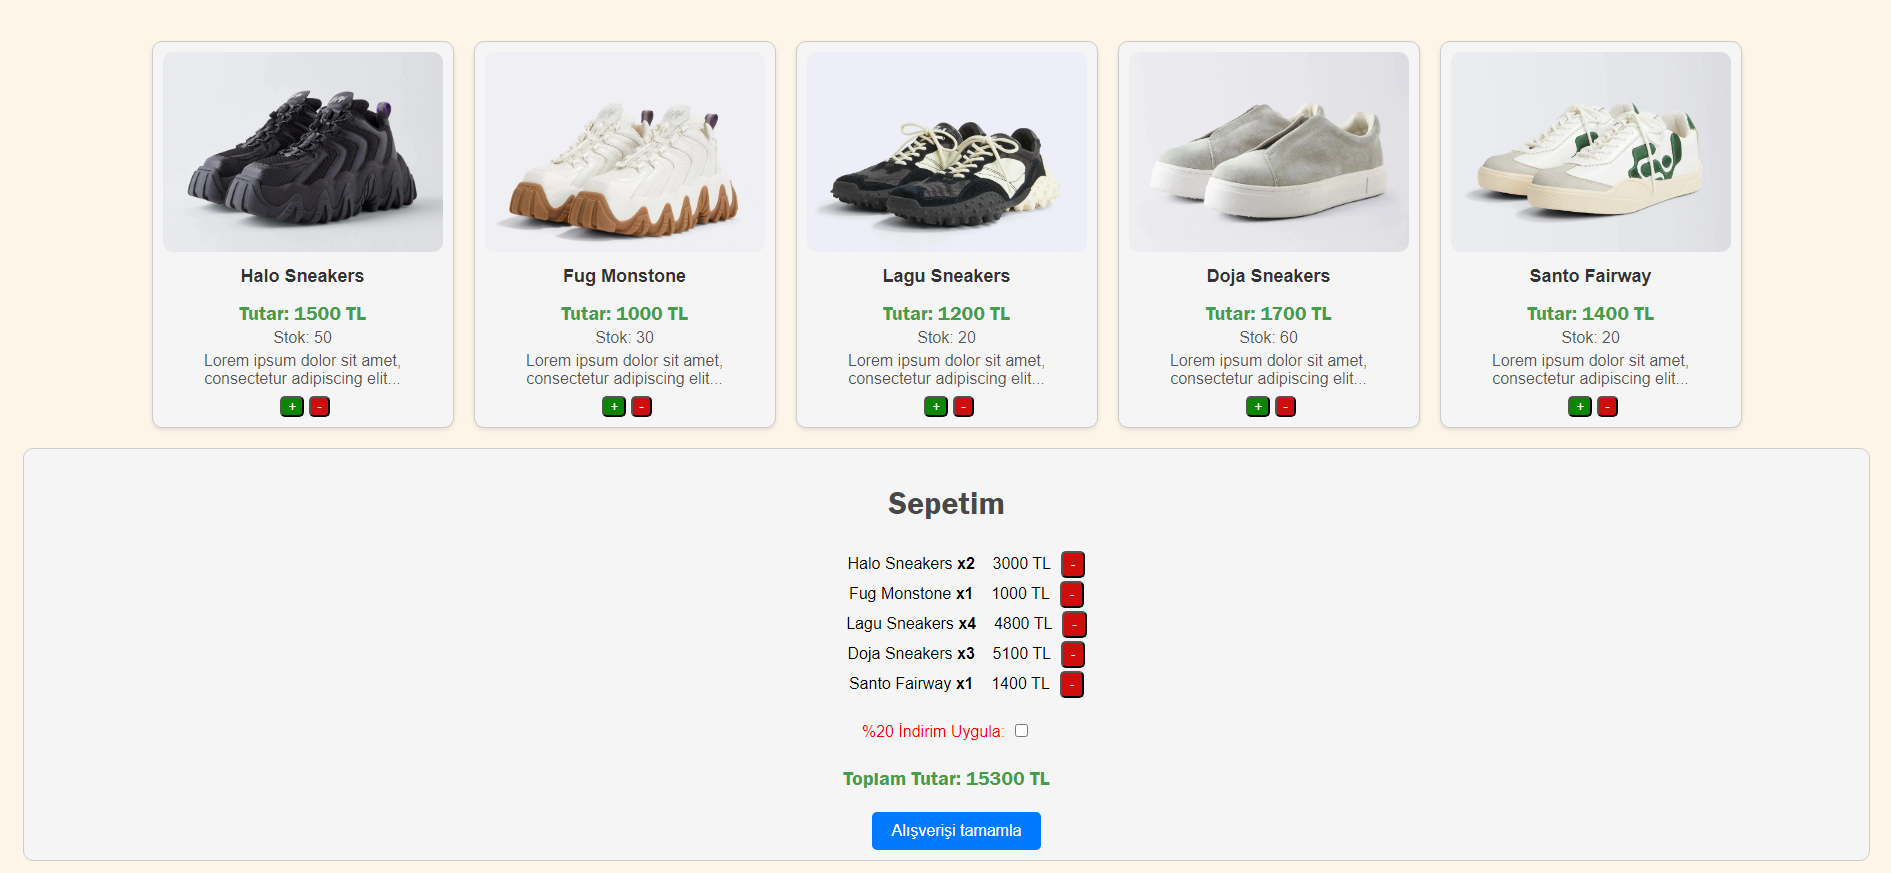 Halo Sneakers
Tutar: 1500 TL
Stok: 50
Lorem ipsum dolor sit amet,
consectetur adipiscing elit...
+ -
Fug Monstone
Tutar: 1000 TL
Stok: 30
Lorem ipsum dolor sit amet,
consectetur adipiscing elit...
+ -
Lagu Sneakers
Tutar: 1200 TL
Stok: 20
Lorem ipsum dolor sit amet,
consectetur adipiscing elit...
+ -
Doja Sneakers
Tutar: 1700 TL
Stok: 60
Lorem ipsum dolor sit amet,
consectetur adipiscing elit...
+ -
Santo Fairway
Tutar: 1400 TL
Stok: 20
Lorem ipsum dolor sit amet,
consectetur adipiscing elit...
+ -
Sepetim
Halo Sneakers x2 3000 TL -
Fug Monstone x1 1000 TL -
Lagu Sneakers x4 4800 TL -
Doja Sneakers x3 5100 TL -
Santo Fairway x1 1400 TL -
%20 İndirim Uygula:
Toplam Tutar: 15300 TL
Alışverişi tamamla